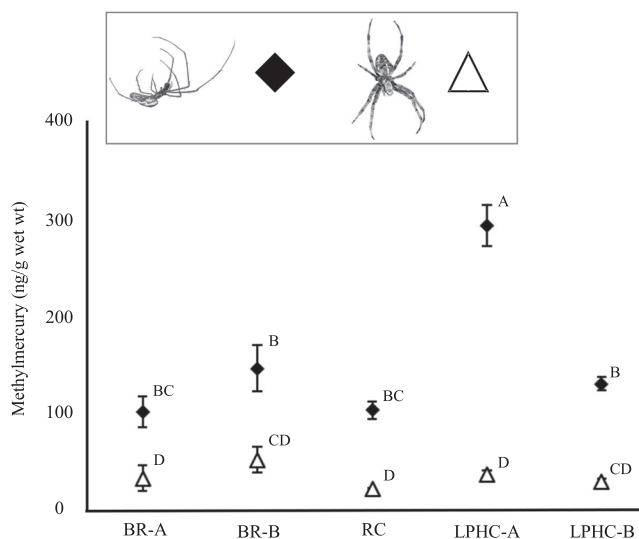 400
300
200
100
0
Methylmercury (ng/g wet wt)
A
B
B
BC
BC
D
CD
D
D
CD
BR-A
BR-B
RC
LPHC-A
LPHC-B